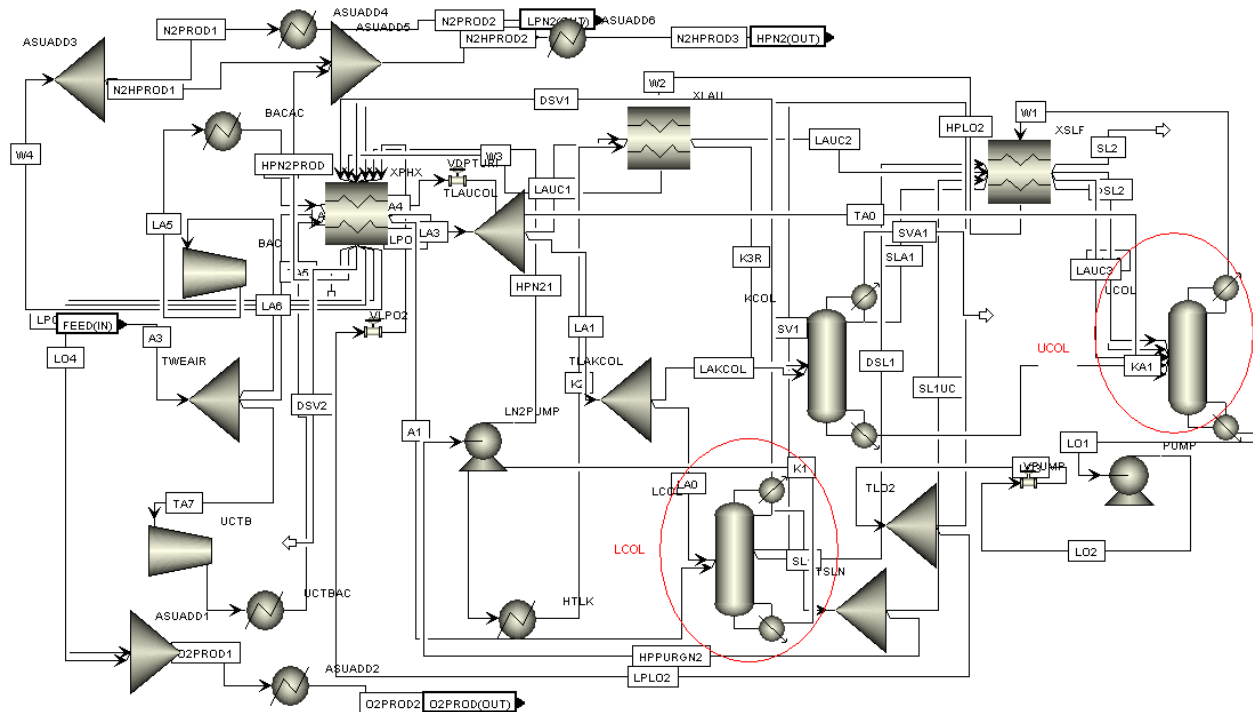 ASUADD4
N2PROD1
N2PROD2
LPN2(OUT)
ASUADD6
ASUADD3
ASUADD5
N2HPROD2
N2HPROD3
HPN2(OUT)
N2HPROD1
W2
XLAU
BACAC
DSV1
W1
XSLF
HPLO2
LAUC2
SL2
W4
HPN2PROD
W3
VDPTURI
XPHX
TLAUCOL
LAUC1
DSL2
A4
LA5
TA0
BAC
LA3
SVA1
K3R
SLA1
LAUC3
UCOL
KCOL
HPN21
LA6
VLPO2
LA1
SV1
FEED(IN)
A3
LO4
TWEAIR
TLAKCOL
DSL1
UCOL
LAKCOL
KA1
SL1UC
DSV2
LN2PUMP
A1
LO1
PUMP
K1
VPUMP
LA0
LCOL
TLO2
TA7
UCTB
LCOL
LO2
TSLN
UCTBAC
HTLK
ASUADD1
O2PROD1
HPPURGN2
ASUADD2
LPLO2
O2PROD2
O2PROD(OUT)